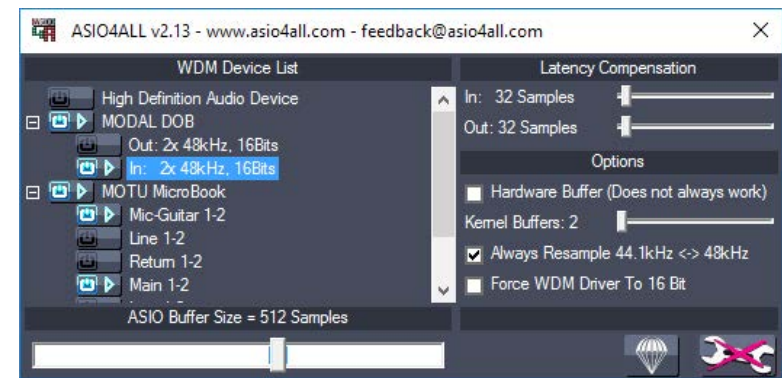 ASIO4ALL v2.13 - www.asio4all.com - feedback@asio4all.com
WDM Device List
High Definition Audio Device
MODAL DOB
Out: 2x 48kHz, 16Bits
In: 2x 48kHz, 16Bits
MOTU MicroBook
Mic-Guitar 1-2
Line 1-2
Return 1-2
Main 1-2
ASIO Buffer Size = 512 Samples
Latency Compensation
In: 32 Samples
Out: 32 Samples
Options
Hardware Buffer (Does not always work)
Kernel Buffers: 2
Always Resample 44.1kHz <-> 48kHz
Force WDM Driver To 16 Bit